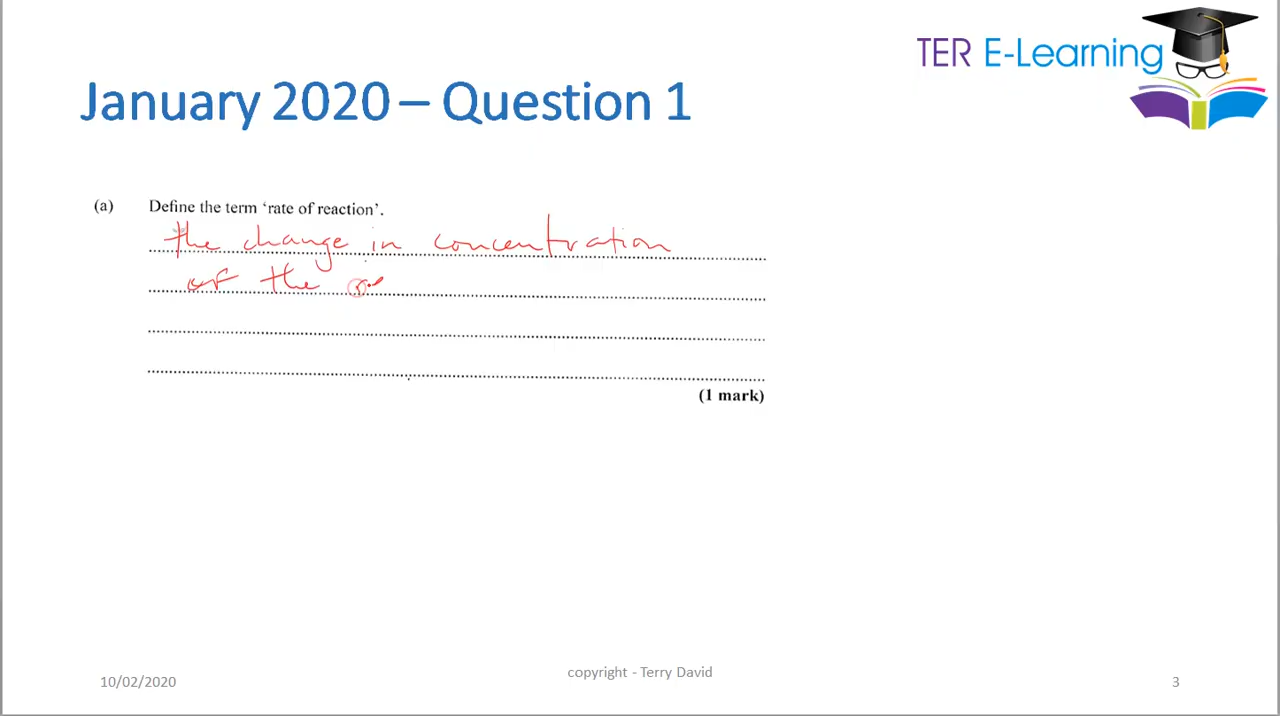 TER E-Learning
January 2020 – Question 1
(a) Define the term ‘rate of reaction’.
the change in concentration
of the
(1 mark)
10/02/2020
copyright - Terry David
3